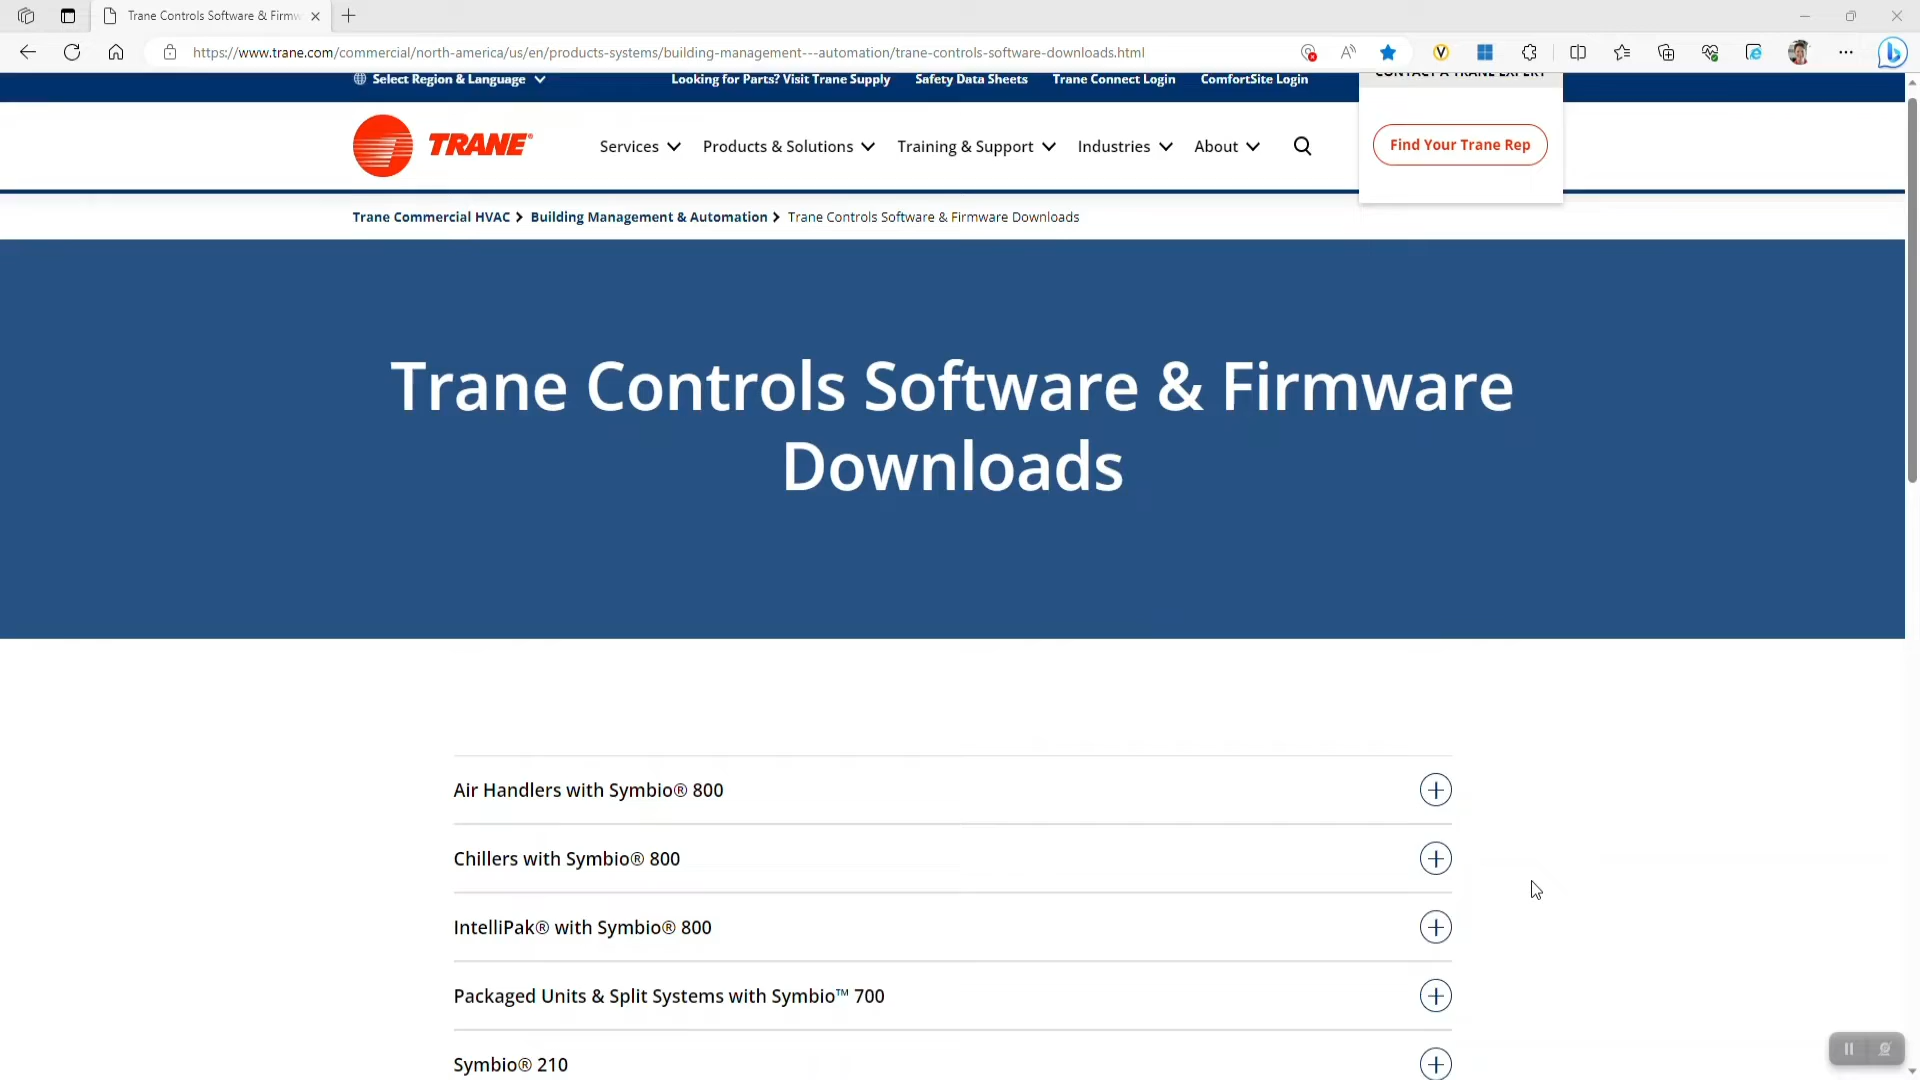 Trane Controls Software & Firmw
https://www.trane.com/commercial/north-america/us/en/products-systems/building-management---automation/trane-controls-software-downloads.html
Select Region & Language
Looking for Parts? Visit Trane Supply
Safety Data Sheets
Trane Connect Login
ComfortSite Login
CONTACT A TRANE EXPERT
TRANE
Services
Products & Solutions
Training & Support
Industries
About
Find Your Trane Rep
Trane Commercial HVAC > Building Management & Automation > Trane Controls Software & Firmware Downloads
Trane Controls Software & Firmware
Downloads
Air Handlers with Symbio® 800
Chillers with Symbio® 800
IntelliPak® with Symbio® 800
Packaged Units & Split Systems with Symbio™ 700
Symbio® 210